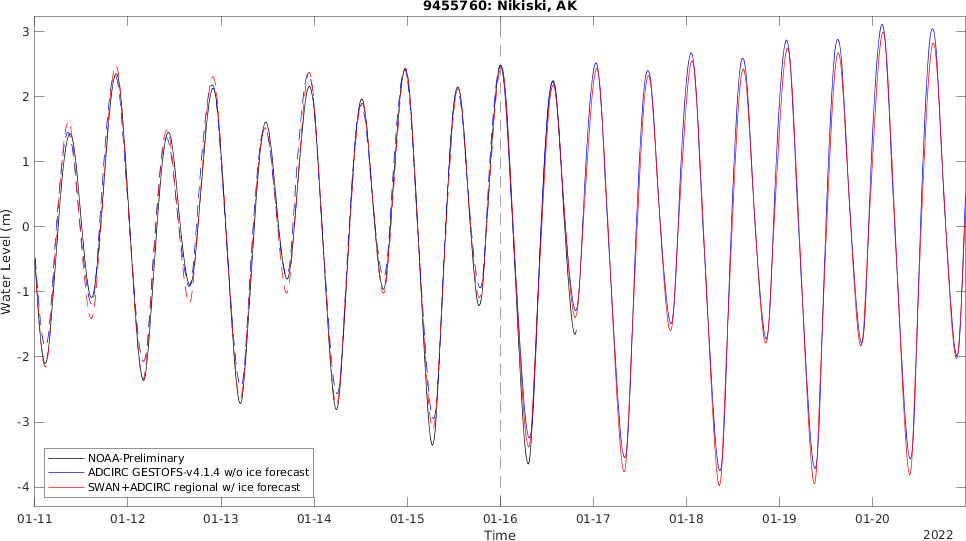 9455760: Nikiski, AK
Water Level (m)
3
2
1
0
-1
-2
-3
-4
NOAA-Preliminary
ADCIRC GESTOFS-v4.1.4 w/o ice forecast
SWAN+ADCIRC regional w/ ice forecast
01-11 01-12 01-13 01-14 01-15 01-16 01-17 01-18 01-19 01-20
Time
2022